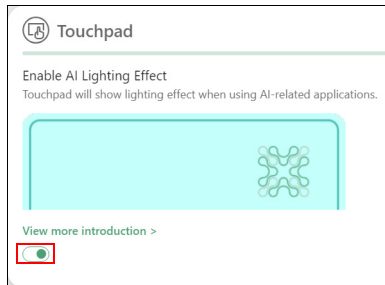 Touchpad
Enable AI Lighting Effect
Touchpad will show lighting effect when using AI-related applications.
View more introduction >